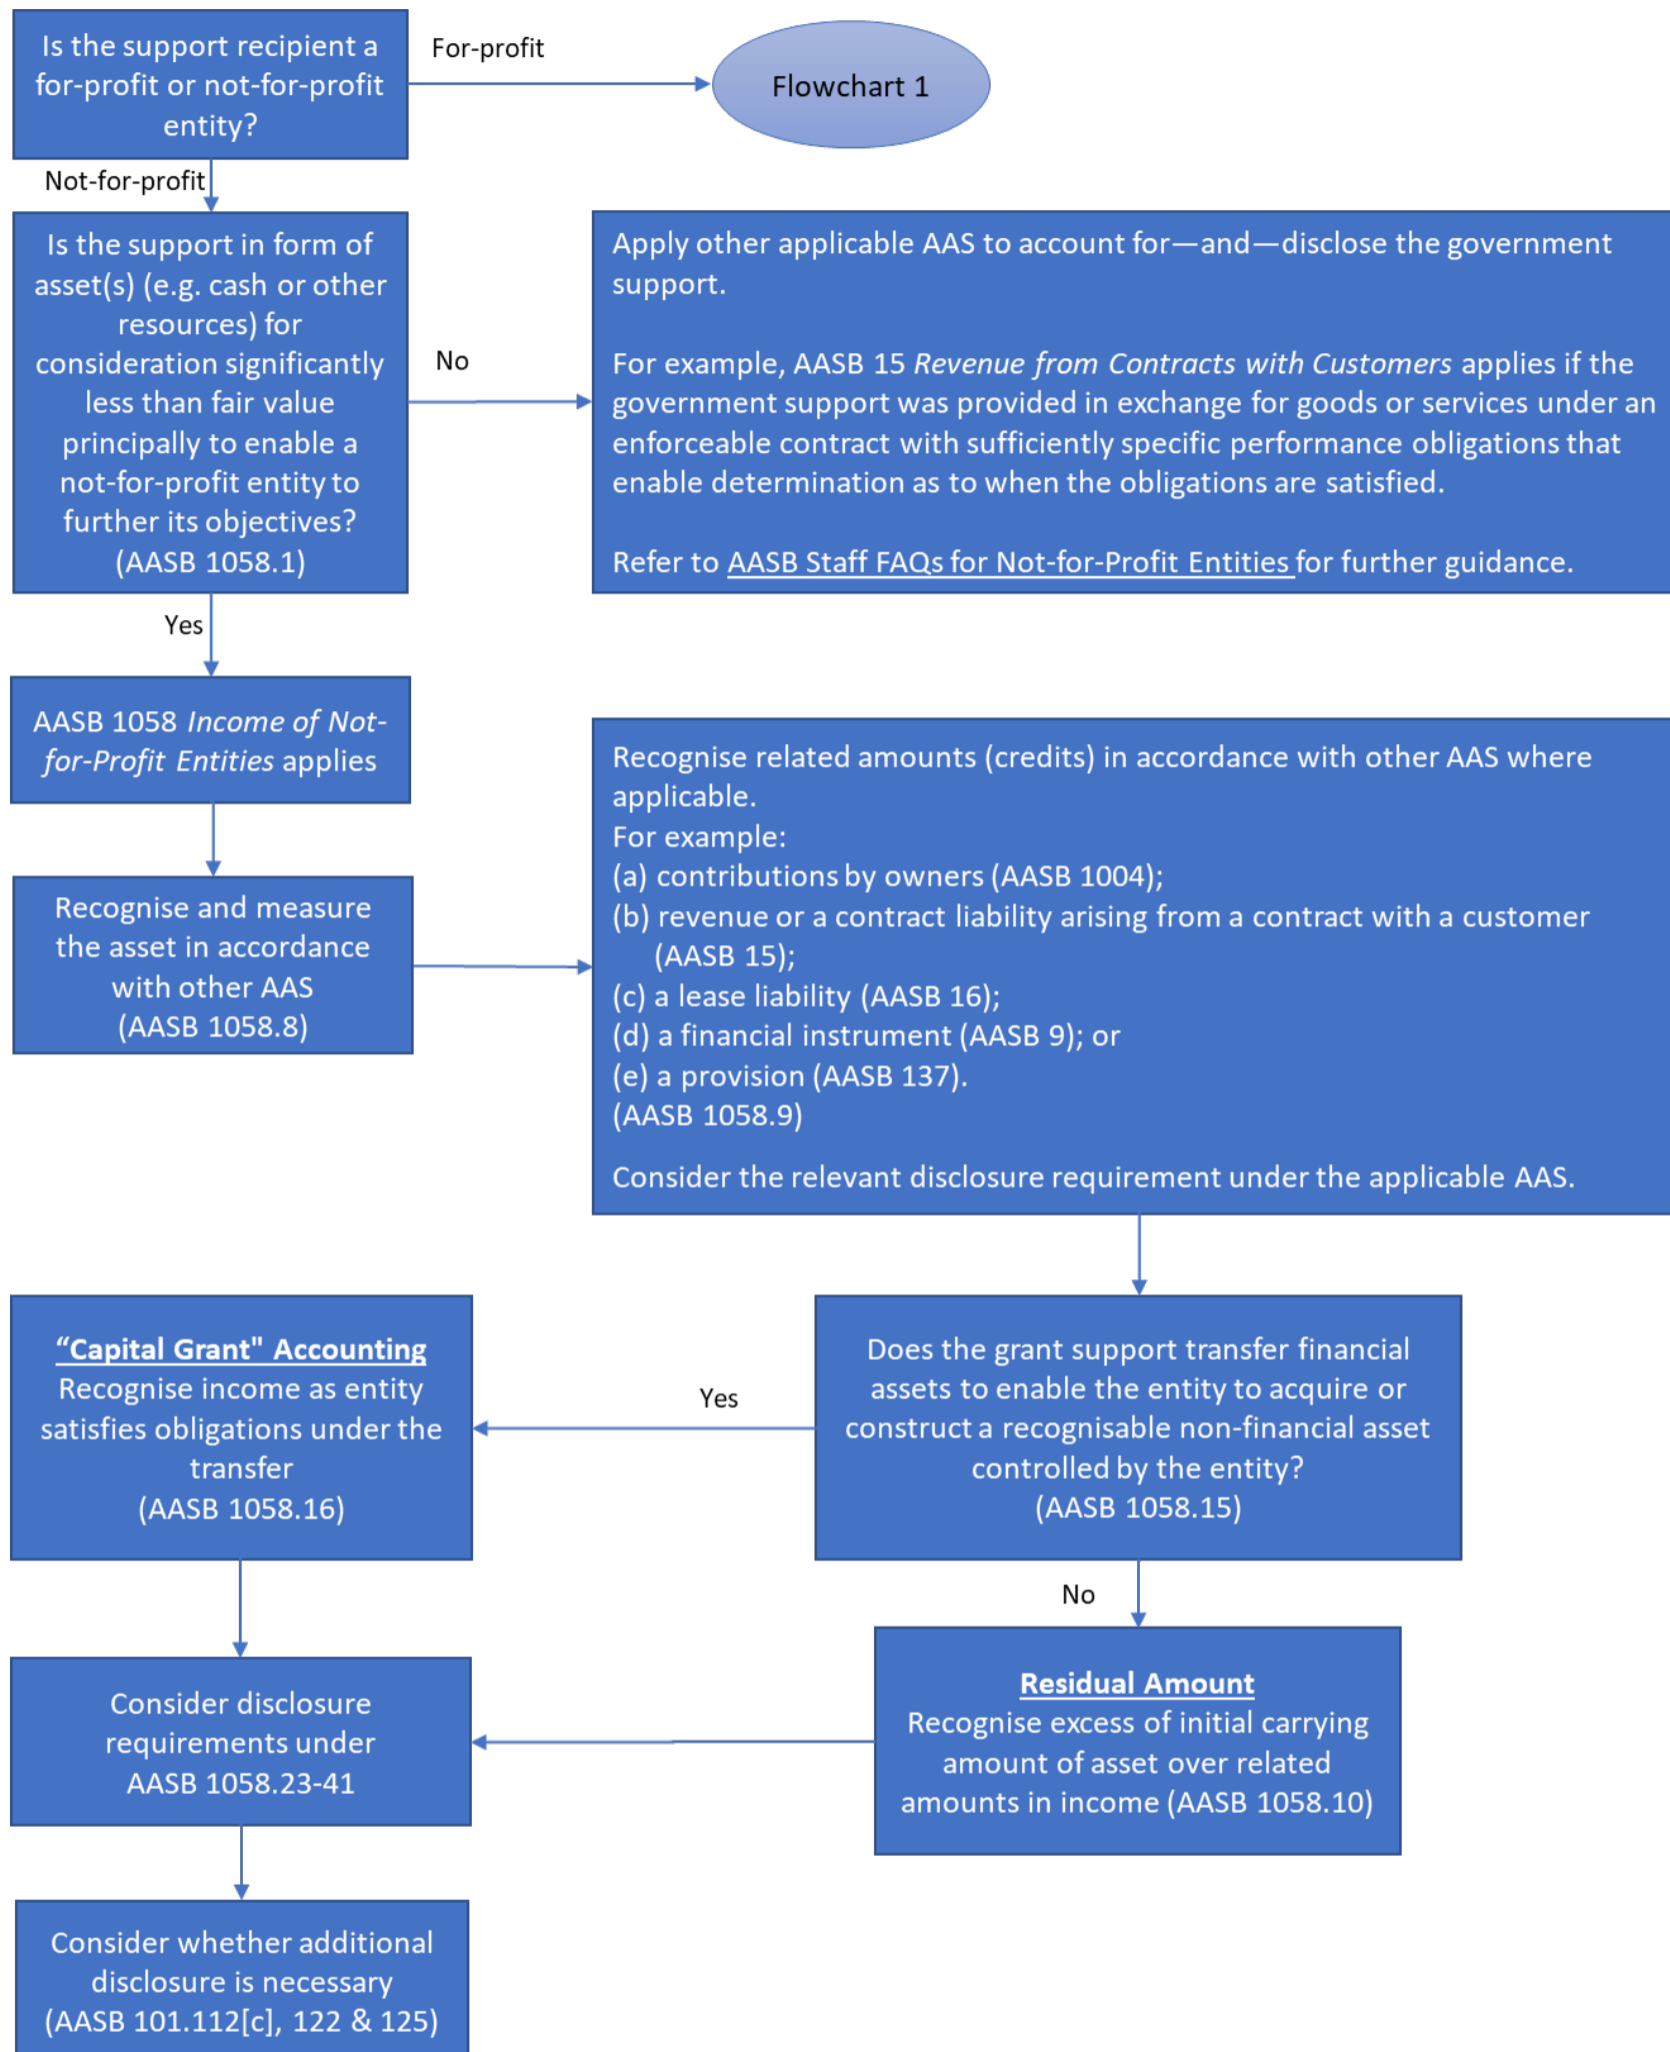 Is the support recipient a
for-profit or not-for-profit
entity?
For-profit
Flowchart 1
Not-for-profit
Is the support in form of
asset(s) (e.g. cash or other
resources) for
consideration significantly
less than fair value
principally to enable a
not-for-profit entity to
further its objectives?
(AASB 1058.1)
No
Apply other applicable AAS to account for—and—disclose the government
support.
For example, AASB 15 Revenue from Contracts with Customers applies if the
government support was provided in exchange for goods or services under an
enforceable contract with sufficiently specific performance obligations that
enable determination as to when the obligations are satisfied.
Refer to AASB Staff FAQs for Not-for-Profit Entities for further guidance.
Yes
AASB 1058 Income of Not-
for-Profit Entities applies
Recognise and measure
the asset in accordance
with other AAS
(AASB 1058.8)
Recognise related amounts (credits) in accordance with other AAS where
applicable.
For example:
(a) contributions by owners (AASB 1004);
(b) revenue or a contract liability arising from a contract with a customer
(AASB 15);
(c) a lease liability (AASB 16);
(d) a financial instrument (AASB 9); or
(e) a provision (AASB 137).
(AASB 1058.9)
Consider the relevant disclosure requirement under the applicable AAS.
Does the grant support transfer financial
assets to enable the entity to acquire or
construct a recognisable non-financial asset
controlled by the entity?
(AASB 1058.15)
Yes
“Capital Grant" Accounting
Recognise income as entity
satisfies obligations under the
transfer
(AASB 1058.16)
No
Residual Amount
Recognise excess of initial carrying
amount of asset over related
amounts in income (AASB 1058.10)
Consider disclosure
requirements under
AASB 1058.23-41
Consider whether additional
disclosure is necessary
(AASB 101.112[c], 122 & 125)